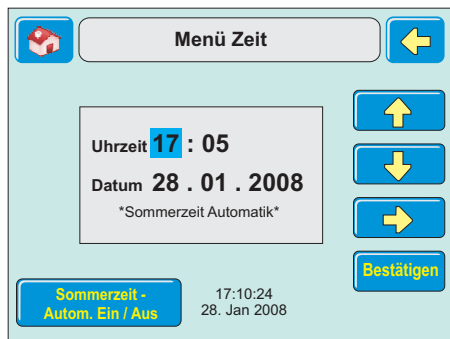 Menü Zeit
Uhrzeit 17 : 05
Datum 28 . 01 . 2008
*Sommerzeit Automatik*
Bestätigen
Sommerzeit -
Autom. Ein / Aus
17:10:24
28. Jan 2008